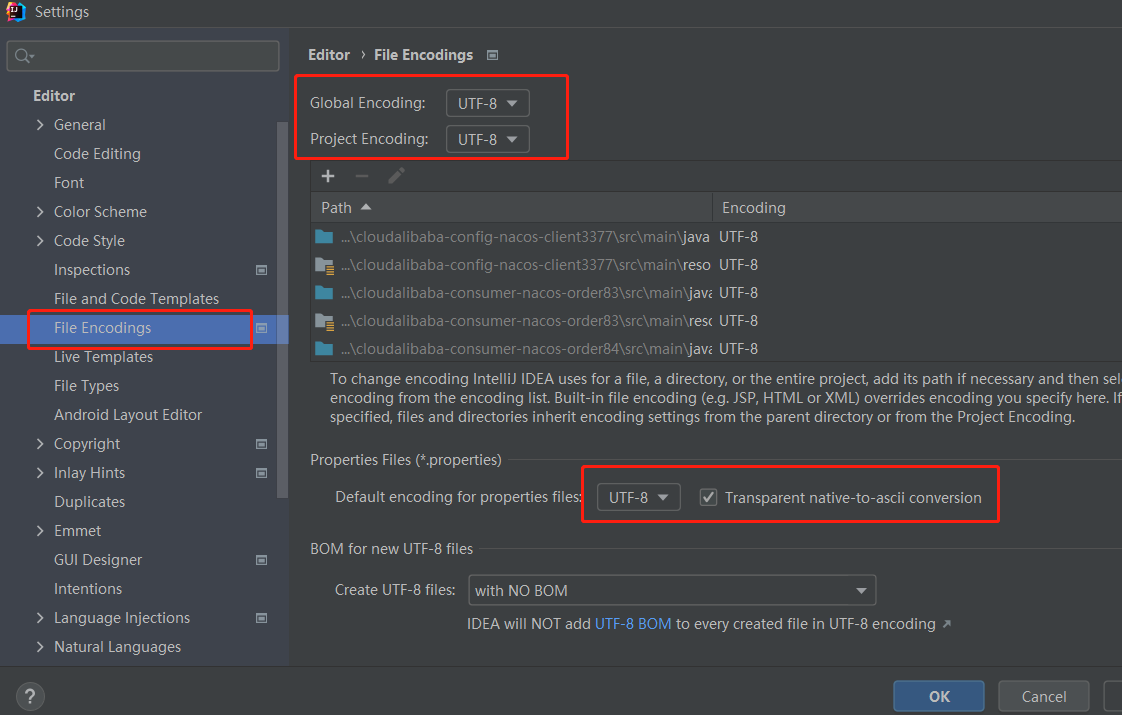 Settings
Editor
General
Code Editing
Font
Color Scheme
Code Style
Inspections
File and Code Templates
File Encodings
Live Templates
File Types
Android Layout Editor
Copyright
Inlay Hints
Duplicates
Emmet
GUI Designer
Intentions
Language Injections
Natural Languages
Editor › File Encodings
Global Encoding: UTF-8
Project Encoding: UTF-8
Path Encoding
...\cloudalibaba-config-nacos-client3377\src\main\java UTF-8
...\cloudalibaba-config-nacos-client3377\src\main\reso UTF-8
...\cloudalibaba-consumer-nacos-order83\src\main\java UTF-8
...\cloudalibaba-consumer-nacos-order83\src\main\reso UTF-8
...\cloudalibaba-consumer-nacos-order84\src\main\java UTF-8
To change encoding IntelliJ IDEA uses for a file, a directory, or the entire project, add its path if necessary and then sel
encoding from the encoding list. Built-in file encoding (e.g. JSP, HTML or XML) overrides encoding you specify here. If
specified, files and directories inherit encoding settings from the parent directory or from the Project Encoding.
Properties Files (*.properties)
Default encoding for properties files: UTF-8 Transparent native-to-ascii conversion
BOM for new UTF-8 files
Create UTF-8 files: with NO BOM
IDEA will NOT add UTF-8 BOM to every created file in UTF-8 encoding ↗
?
OK
Cancel